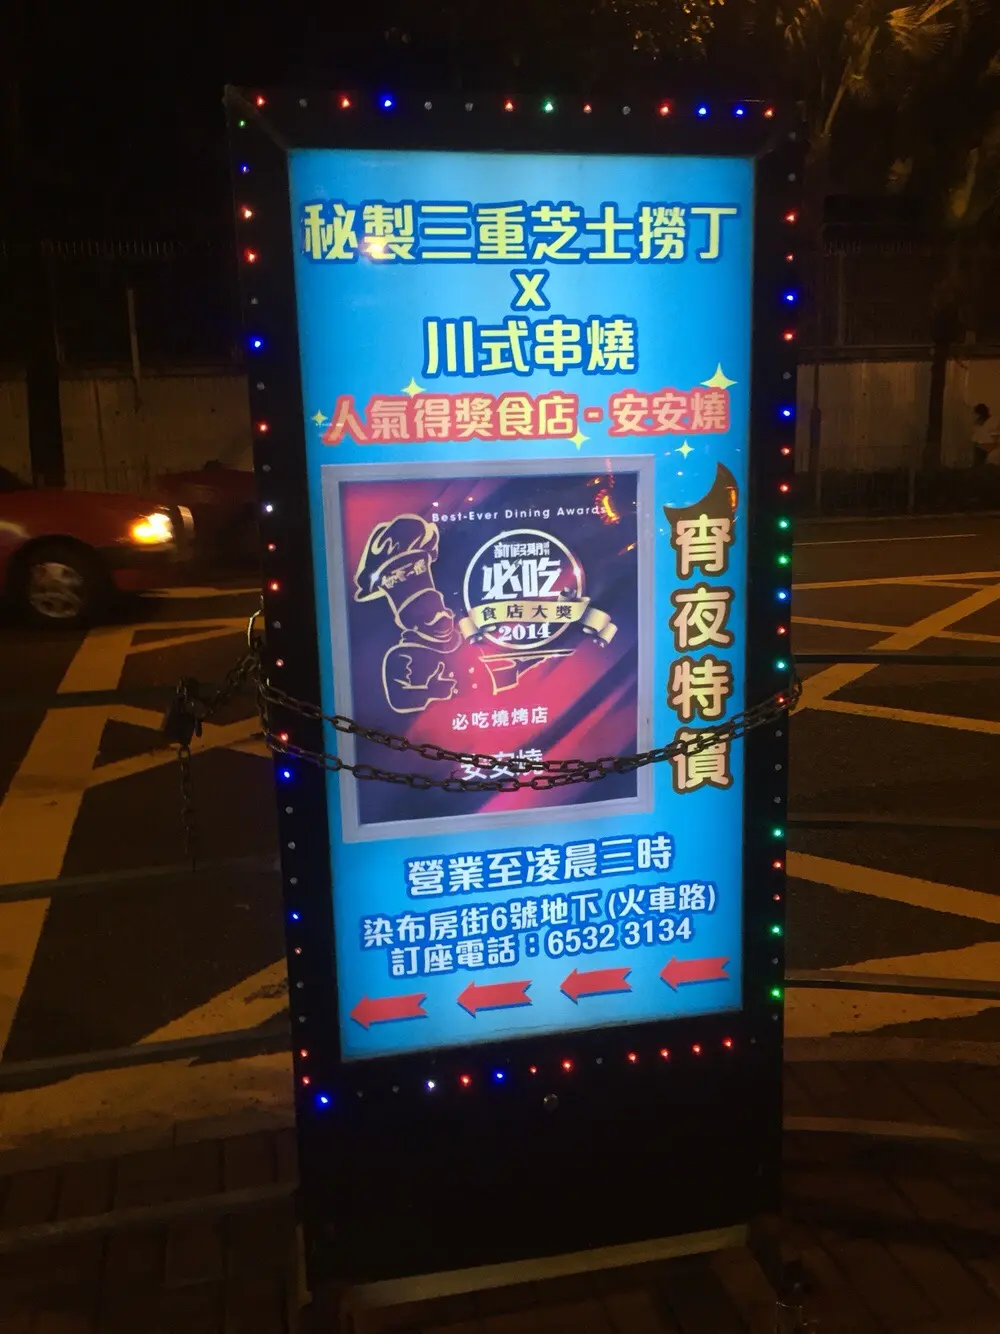 秘製三重芝士撈丁
x
川式串燒
人氣得獎食店 - 安安燒
Best-Ever Dining Awards
新假期
必吃
食店大獎
2014
必吃燒烤店
安安燒
宵夜特價
營業至凌晨三時
染布房街6號地下 (火車路)
訂座電話：6532 3134